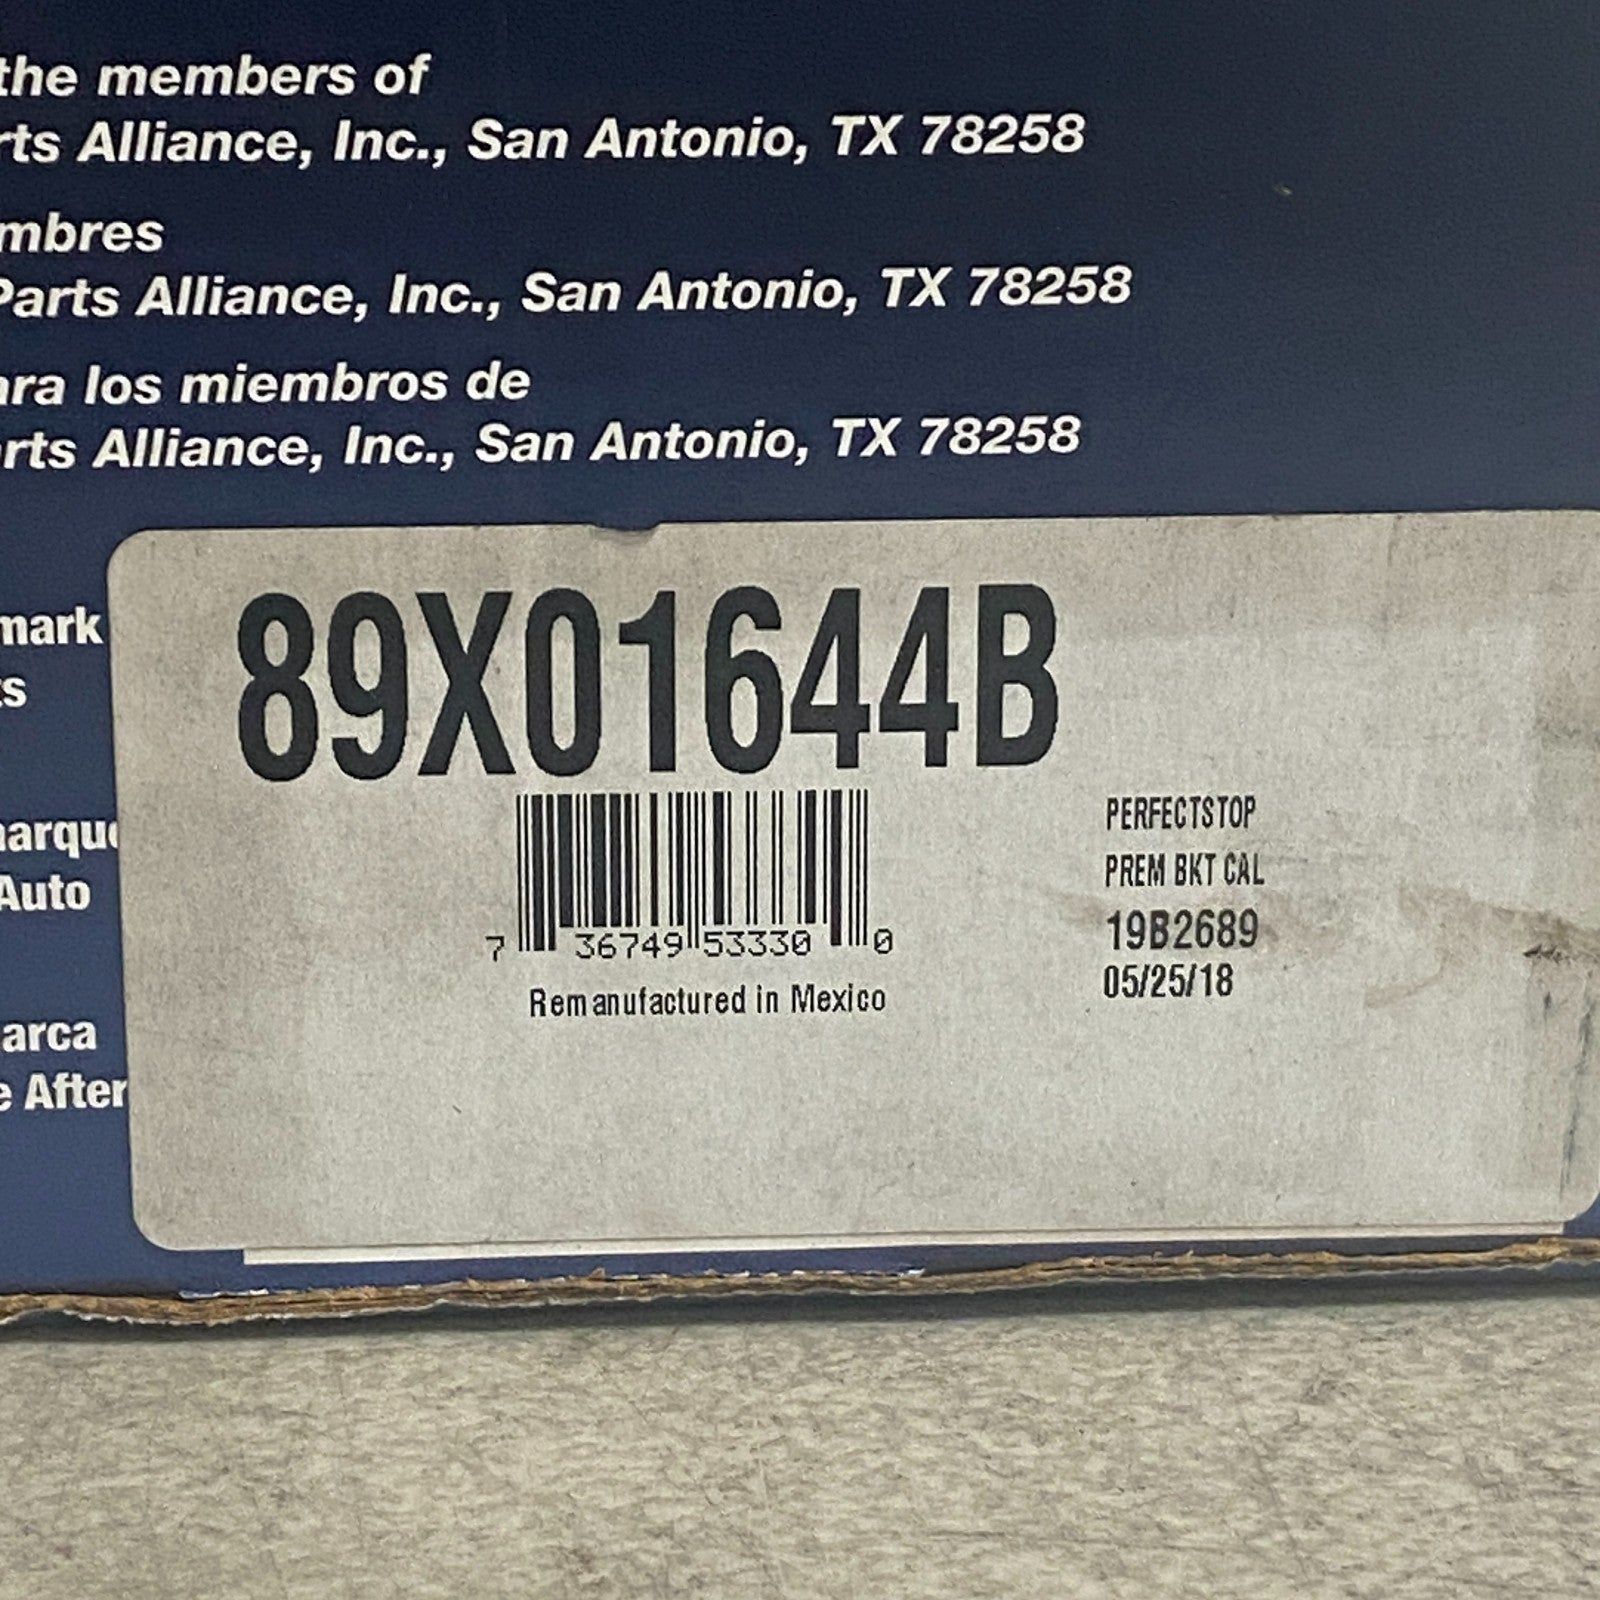 the members of
rts Alliance, Inc., San Antonio, TX 78258
mbres
Parts Alliance, Inc., San Antonio, TX 78258
ara los miembros de
rts Alliance, Inc., San Antonio, TX 78258
mark
ts
arque
Auto
arca
e After
89X01644B
7 36749 53330 0
Remanufactured in Mexico
PERFECTSTOP
PREM BKT CAL
19B2689
05/25/18